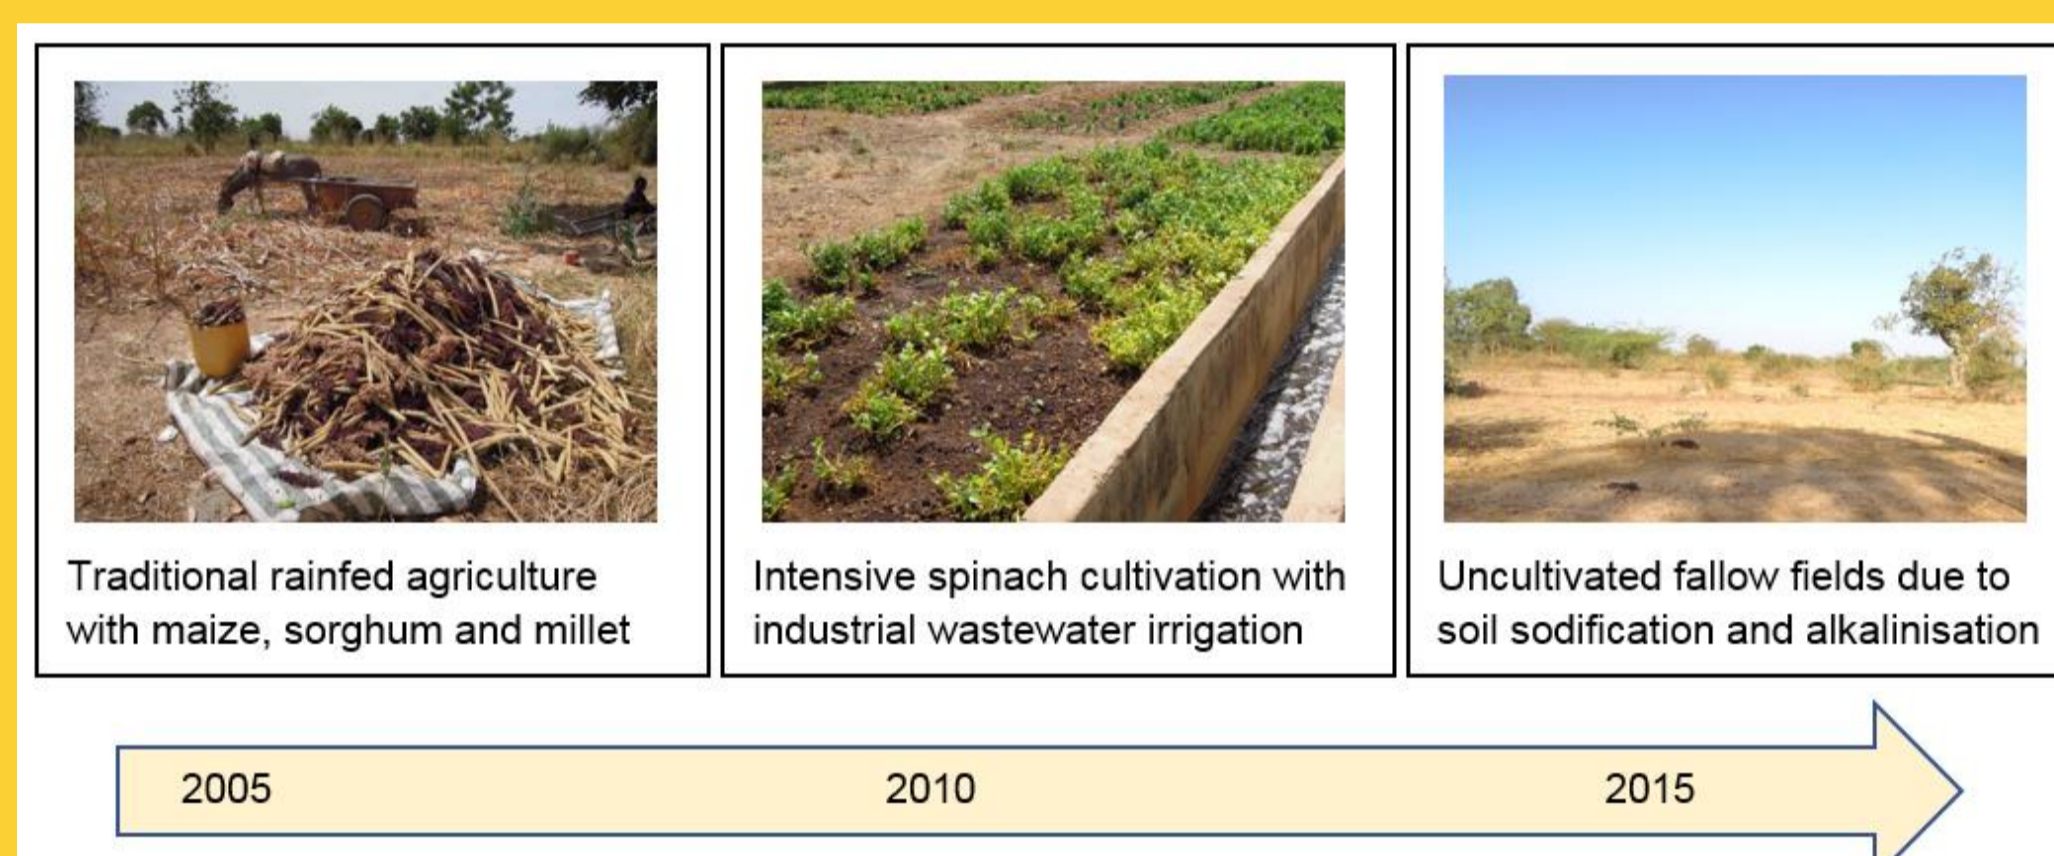 Traditional rainfed agriculture
with maize, sorghum and millet
Intensive spinach cultivation with
industrial wastewater irrigation
Uncultivated fallow fields due to
soil sodification and alkalinisation
2005
2010
2015